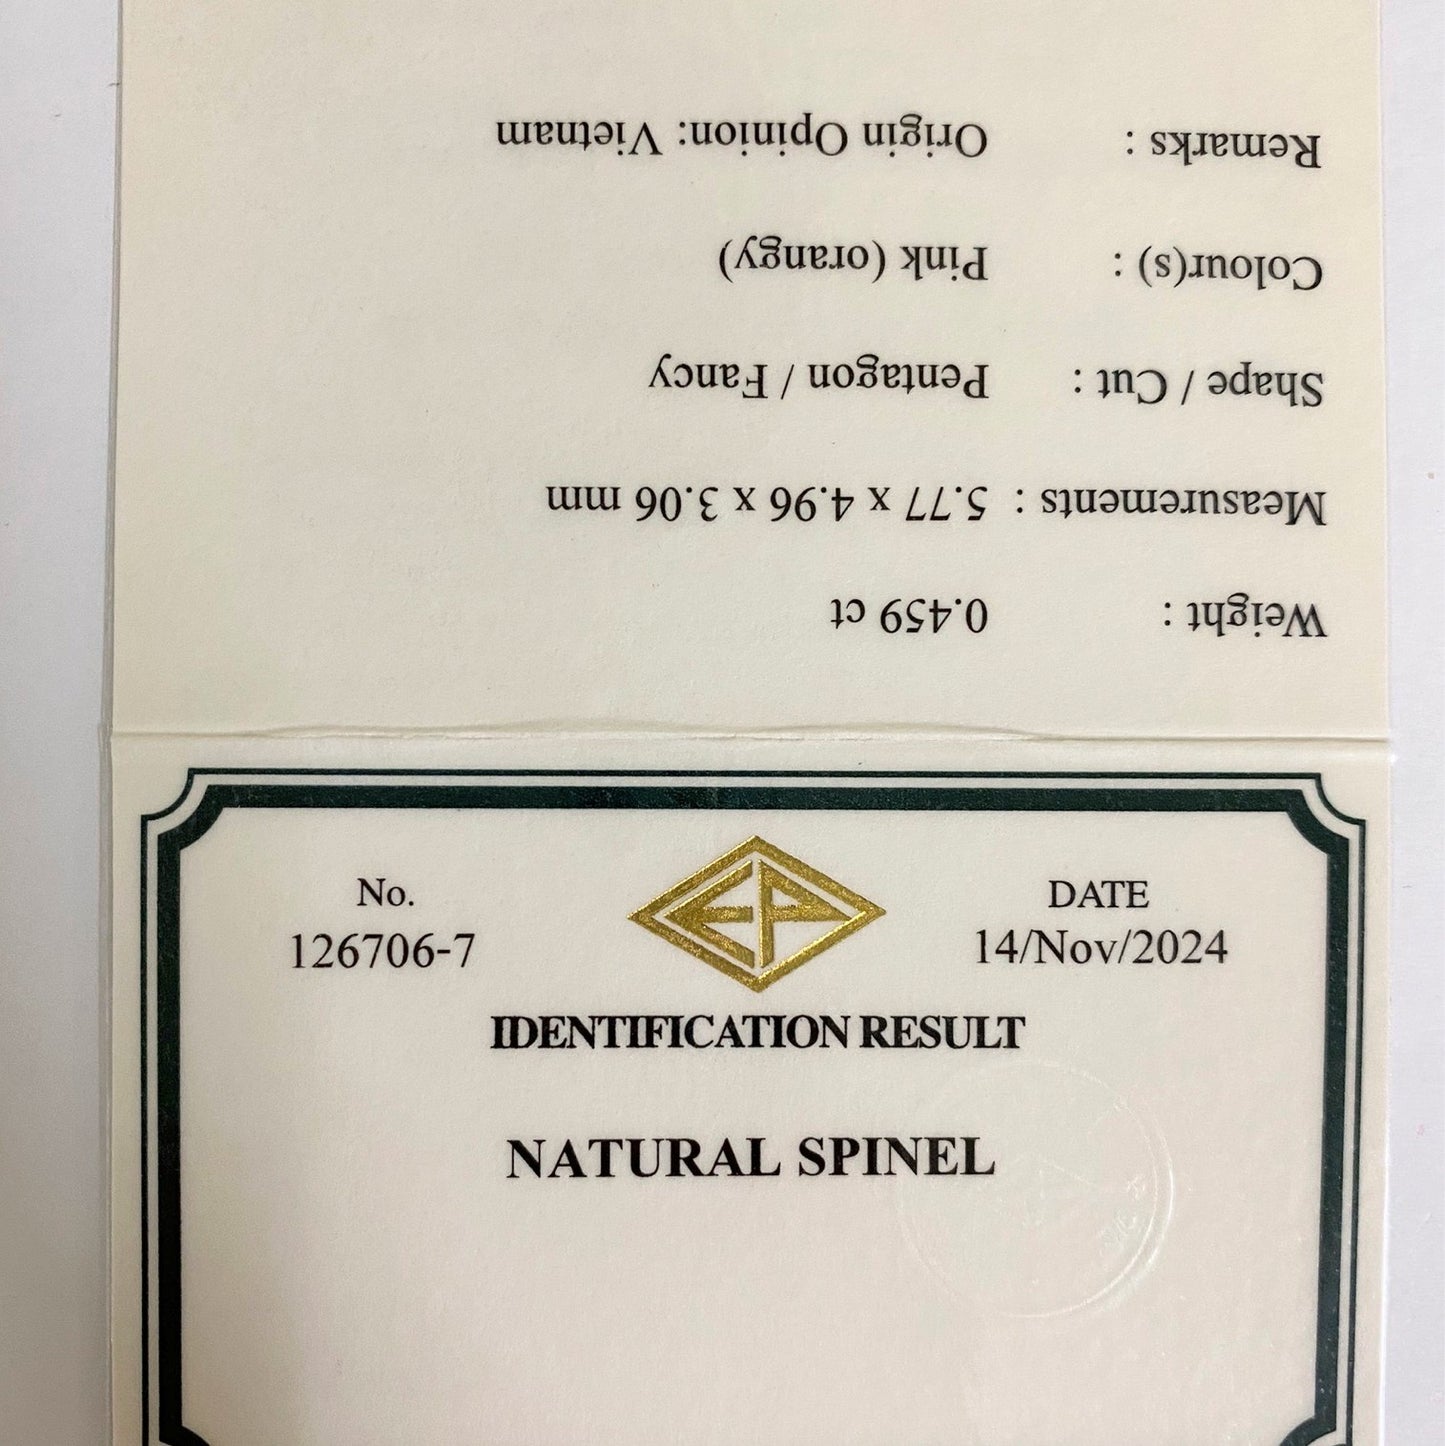 Weight : 0.459 ct
Measurements : 5.77 x 4.96 x 3.06 mm
Shape / Cut : Pentagon / Fancy
Colour(s) : Pink (orangy)
Remarks : Origin Opinion: Vietnam
No.
126706-7
EP
DATE
14/Nov/2024
IDENTIFICATION RESULT
NATURAL SPINEL